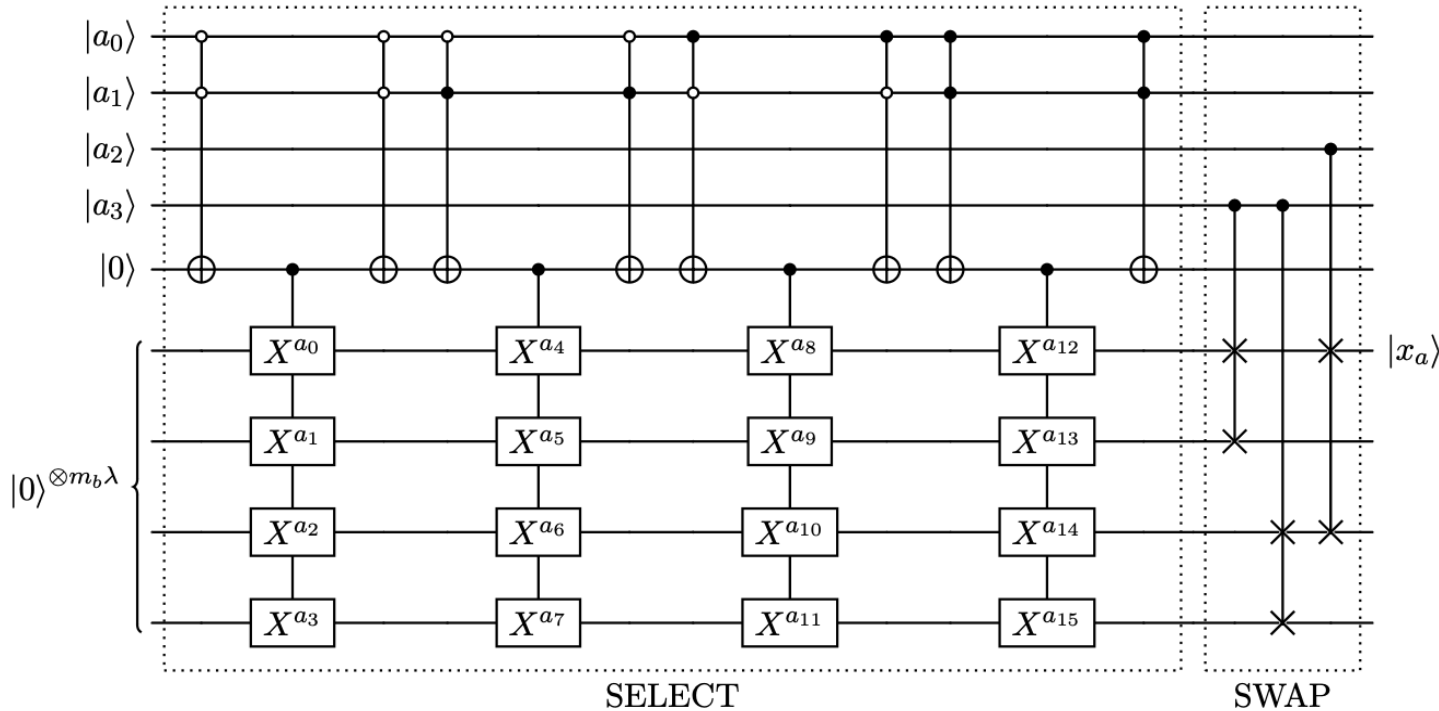 |a₀⟩
|a₁⟩
|a₂⟩
|a₃⟩
|0⟩
X^{a₀} X^{a₄} X^{a₈} X^{a₁₂} |x_a⟩
X^{a₁} X^{a₅} X^{a₉} X^{a₁₃}
|0⟩^{⊗m_bλ}
X^{a₂} X^{a₆} X^{a₁₀} X^{a₁₄}
X^{a₃} X^{a₇} X^{a₁₁} X^{a₁₅}
SELECT SWAP